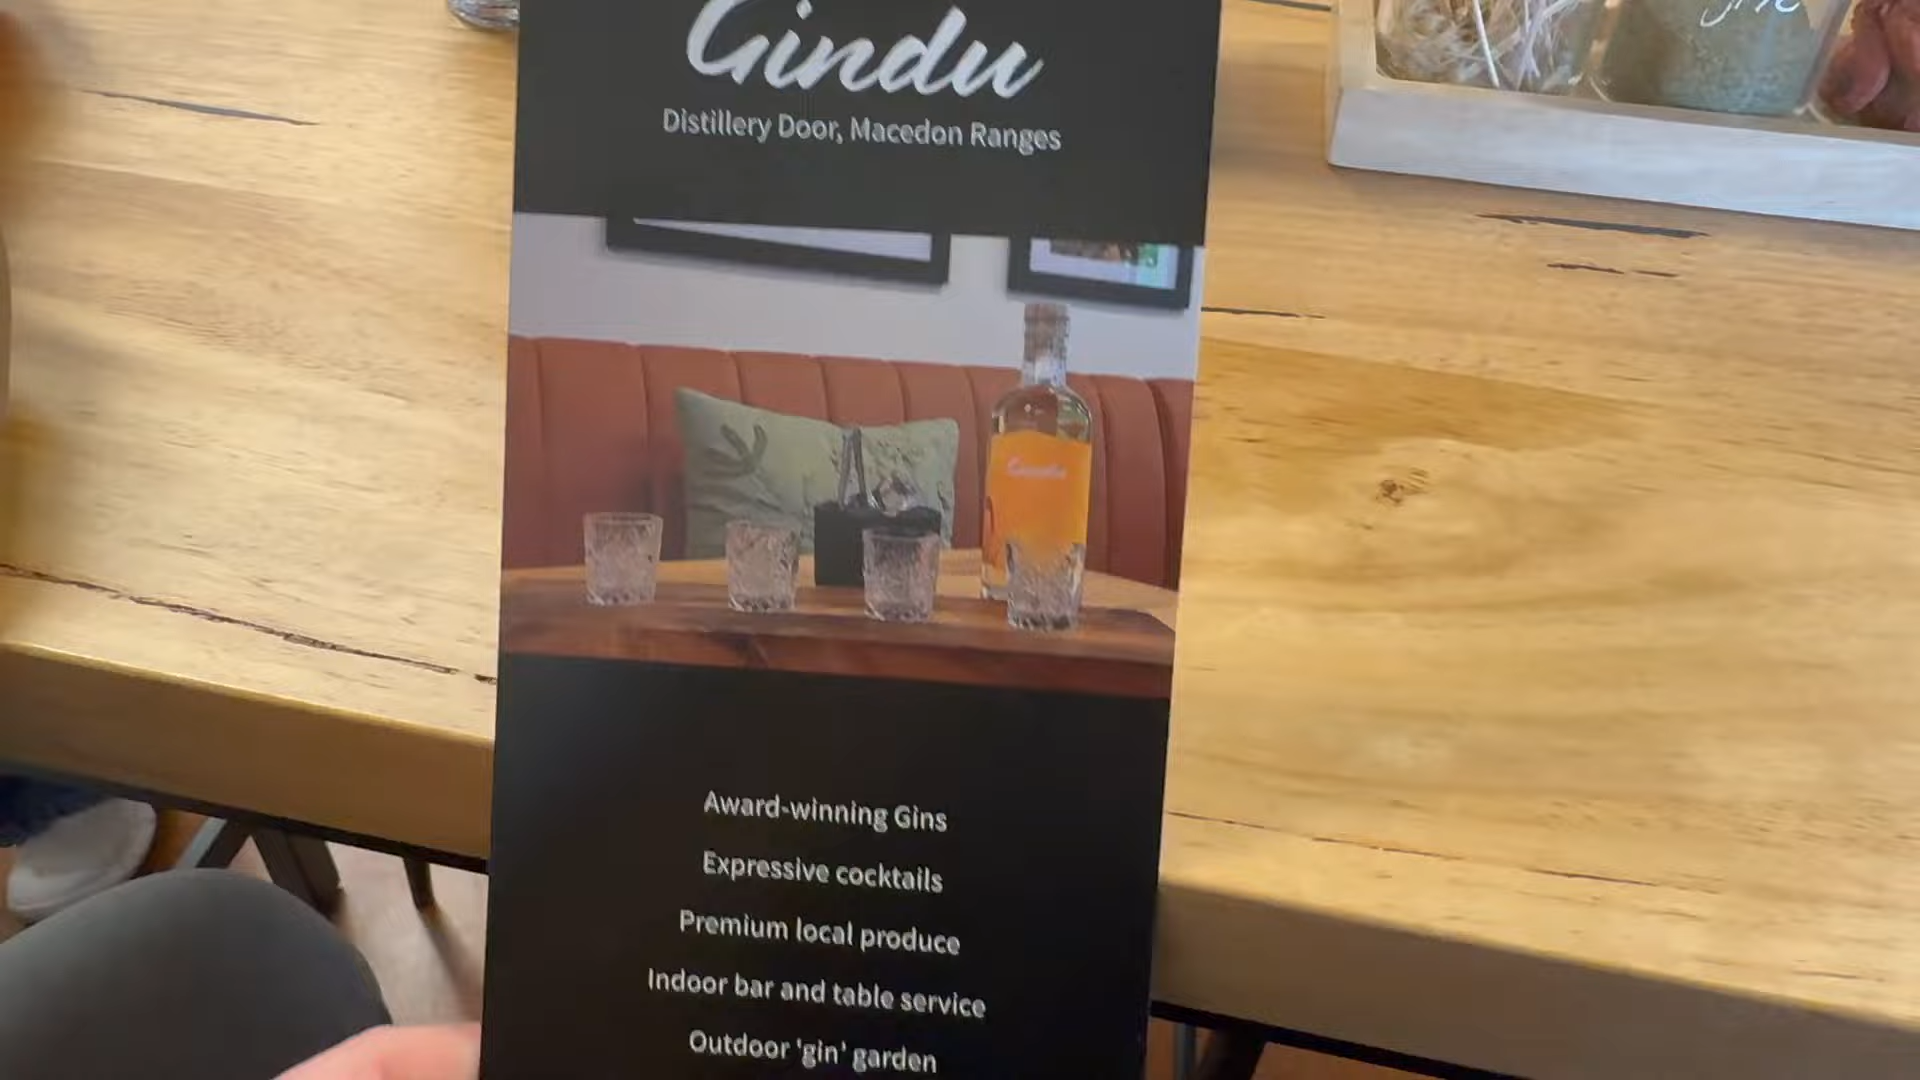 Gindu
Distillery Door, Macedon Ranges
Gindu
Award-winning Gins
Expressive cocktails
Premium local produce
Indoor bar and table service
Outdoor 'gin' garden